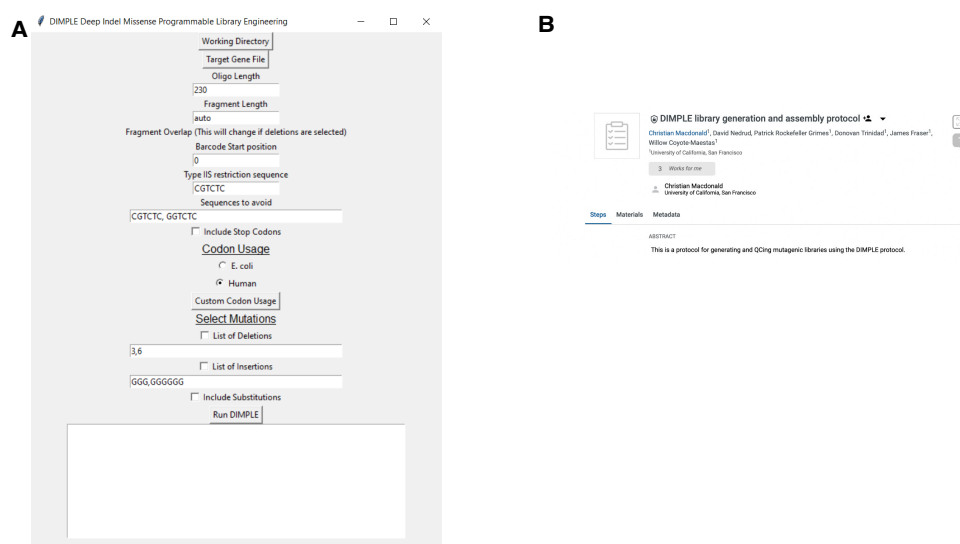 A
DIMPLE Deep Indel Missense Programmable Library Engineering
Working Directory
Target Gene File
Oligo Length
230
Fragment Length
auto
Fragment Overlap (This will change if deletions are selected)
Barcode Start position
0
Type IIS restriction sequence
CGTCTC
Sequences to avoid
CGTCTC, GGTCTC
Include Stop Codons
Codon Usage
E. coli
Human
Custom Codon Usage
Select Mutations
List of Deletions
3,6
List of Insertions
GGG,GGGGGG
Include Substitutions
Run DIMPLE
B
DIMPLE library generation and assembly protocol
Christian Macdonald1, David Nedrud, Patrick Rockefeller Grimes1, Donovan Trinidad1, James Fraser1,
Willow Coyote-Maestas1
1University of California, San Francisco
3 Works for me
Christian Macdonald
University of California, San Francisco
Steps Materials Metadata
ABSTRACT
This is a protocol for generating and QCing mutagenic libraries using the DIMPLE protocol.